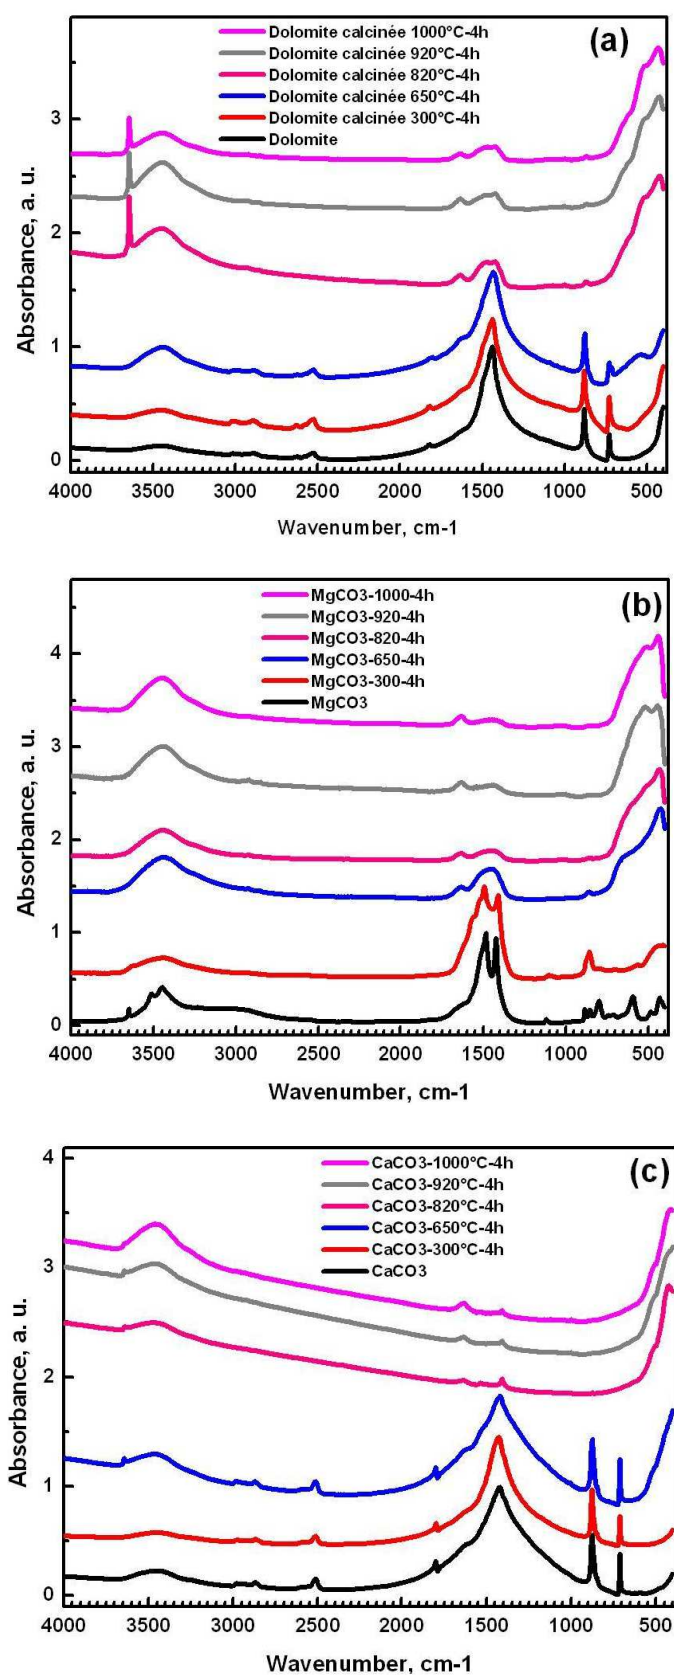 (a)
Dolomite calcinée 1000°C-4h
Dolomite calcinée 920°C-4h
Dolomite calcinée 820°C-4h
Dolomite calcinée 650°C-4h
Dolomite calcinée 300°C-4h
Dolomite
Absorbance, a. u.
3
2
1
0
4000 3500 3000 2500 2000 1500 1000 500
Wavenumber, cm-1
(b)
MgCO3-1000-4h
MgCO3-920-4h
MgCO3-820-4h
MgCO3-650-4h
MgCO3-300-4h
MgCO3
Absorbance, a. u.
4
3
2
1
0
4000 3500 3000 2500 2000 1500 1000 500
Wavenumber, cm-1
(c)
CaCO3-1000°C-4h
CaCO3-920°C-4h
CaCO3-820°C-4h
CaCO3-650°C-4h
CaCO3-300°C-4h
CaCO3
Absorbance, a. u.
4
3
2
1
0
4000 3500 3000 2500 2000 1500 1000 500
Wavenumber, cm-1